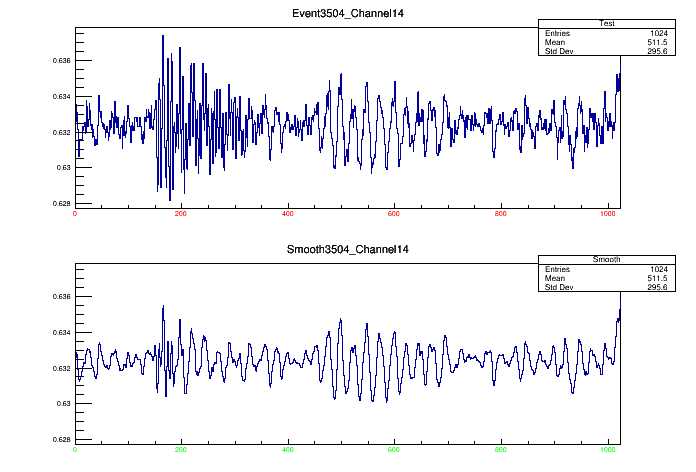 Event3504_Channel14
Test
Entries 1024
Mean 511.5
Std Dev 295.6
0.636
0.634
0.632
0.63
0.628
0 200 400 600 800 1000
Smooth3504_Channel14
Smooth
Entries 1024
Mean 511.5
Std Dev 295.6
0.636
0.634
0.632
0.63
0.628
0 200 400 600 800 1000